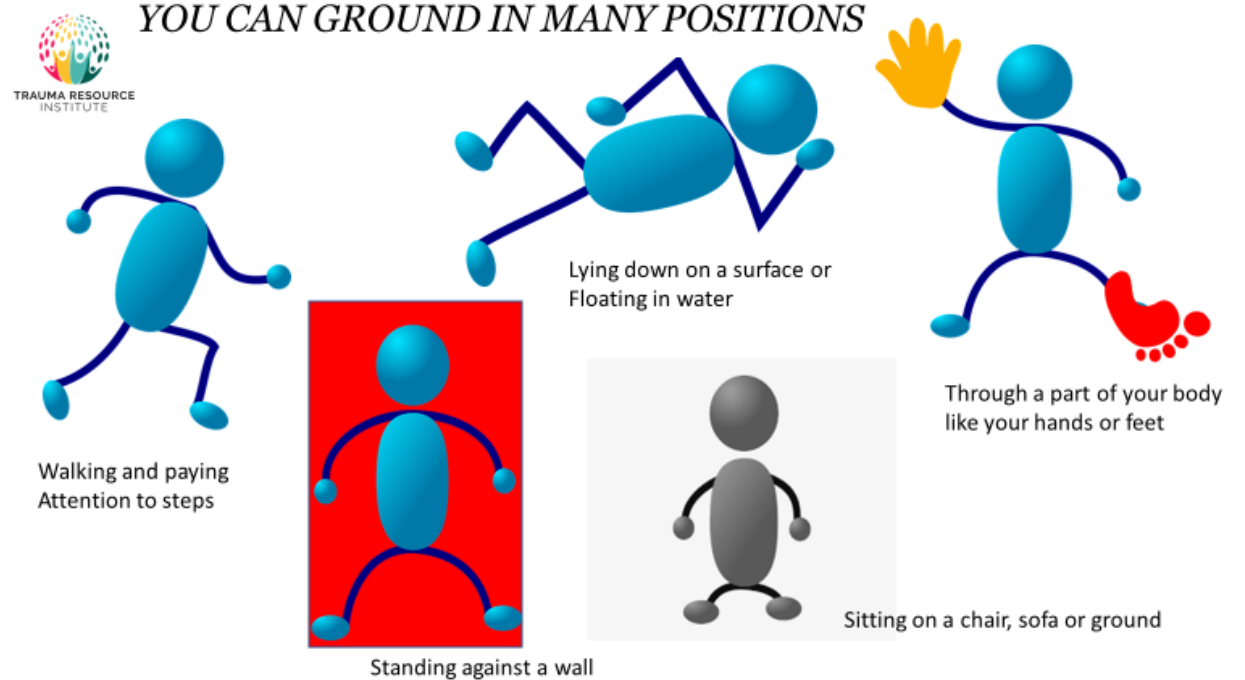 YOU CAN GROUND IN MANY POSITIONS
TRAUMA RESOURCE
INSTITUTE
Lying down on a surface or
Floating in water
Through a part of your body
like your hands or feet
Walking and paying
Attention to steps
Sitting on a chair, sofa or ground
Standing against a wall